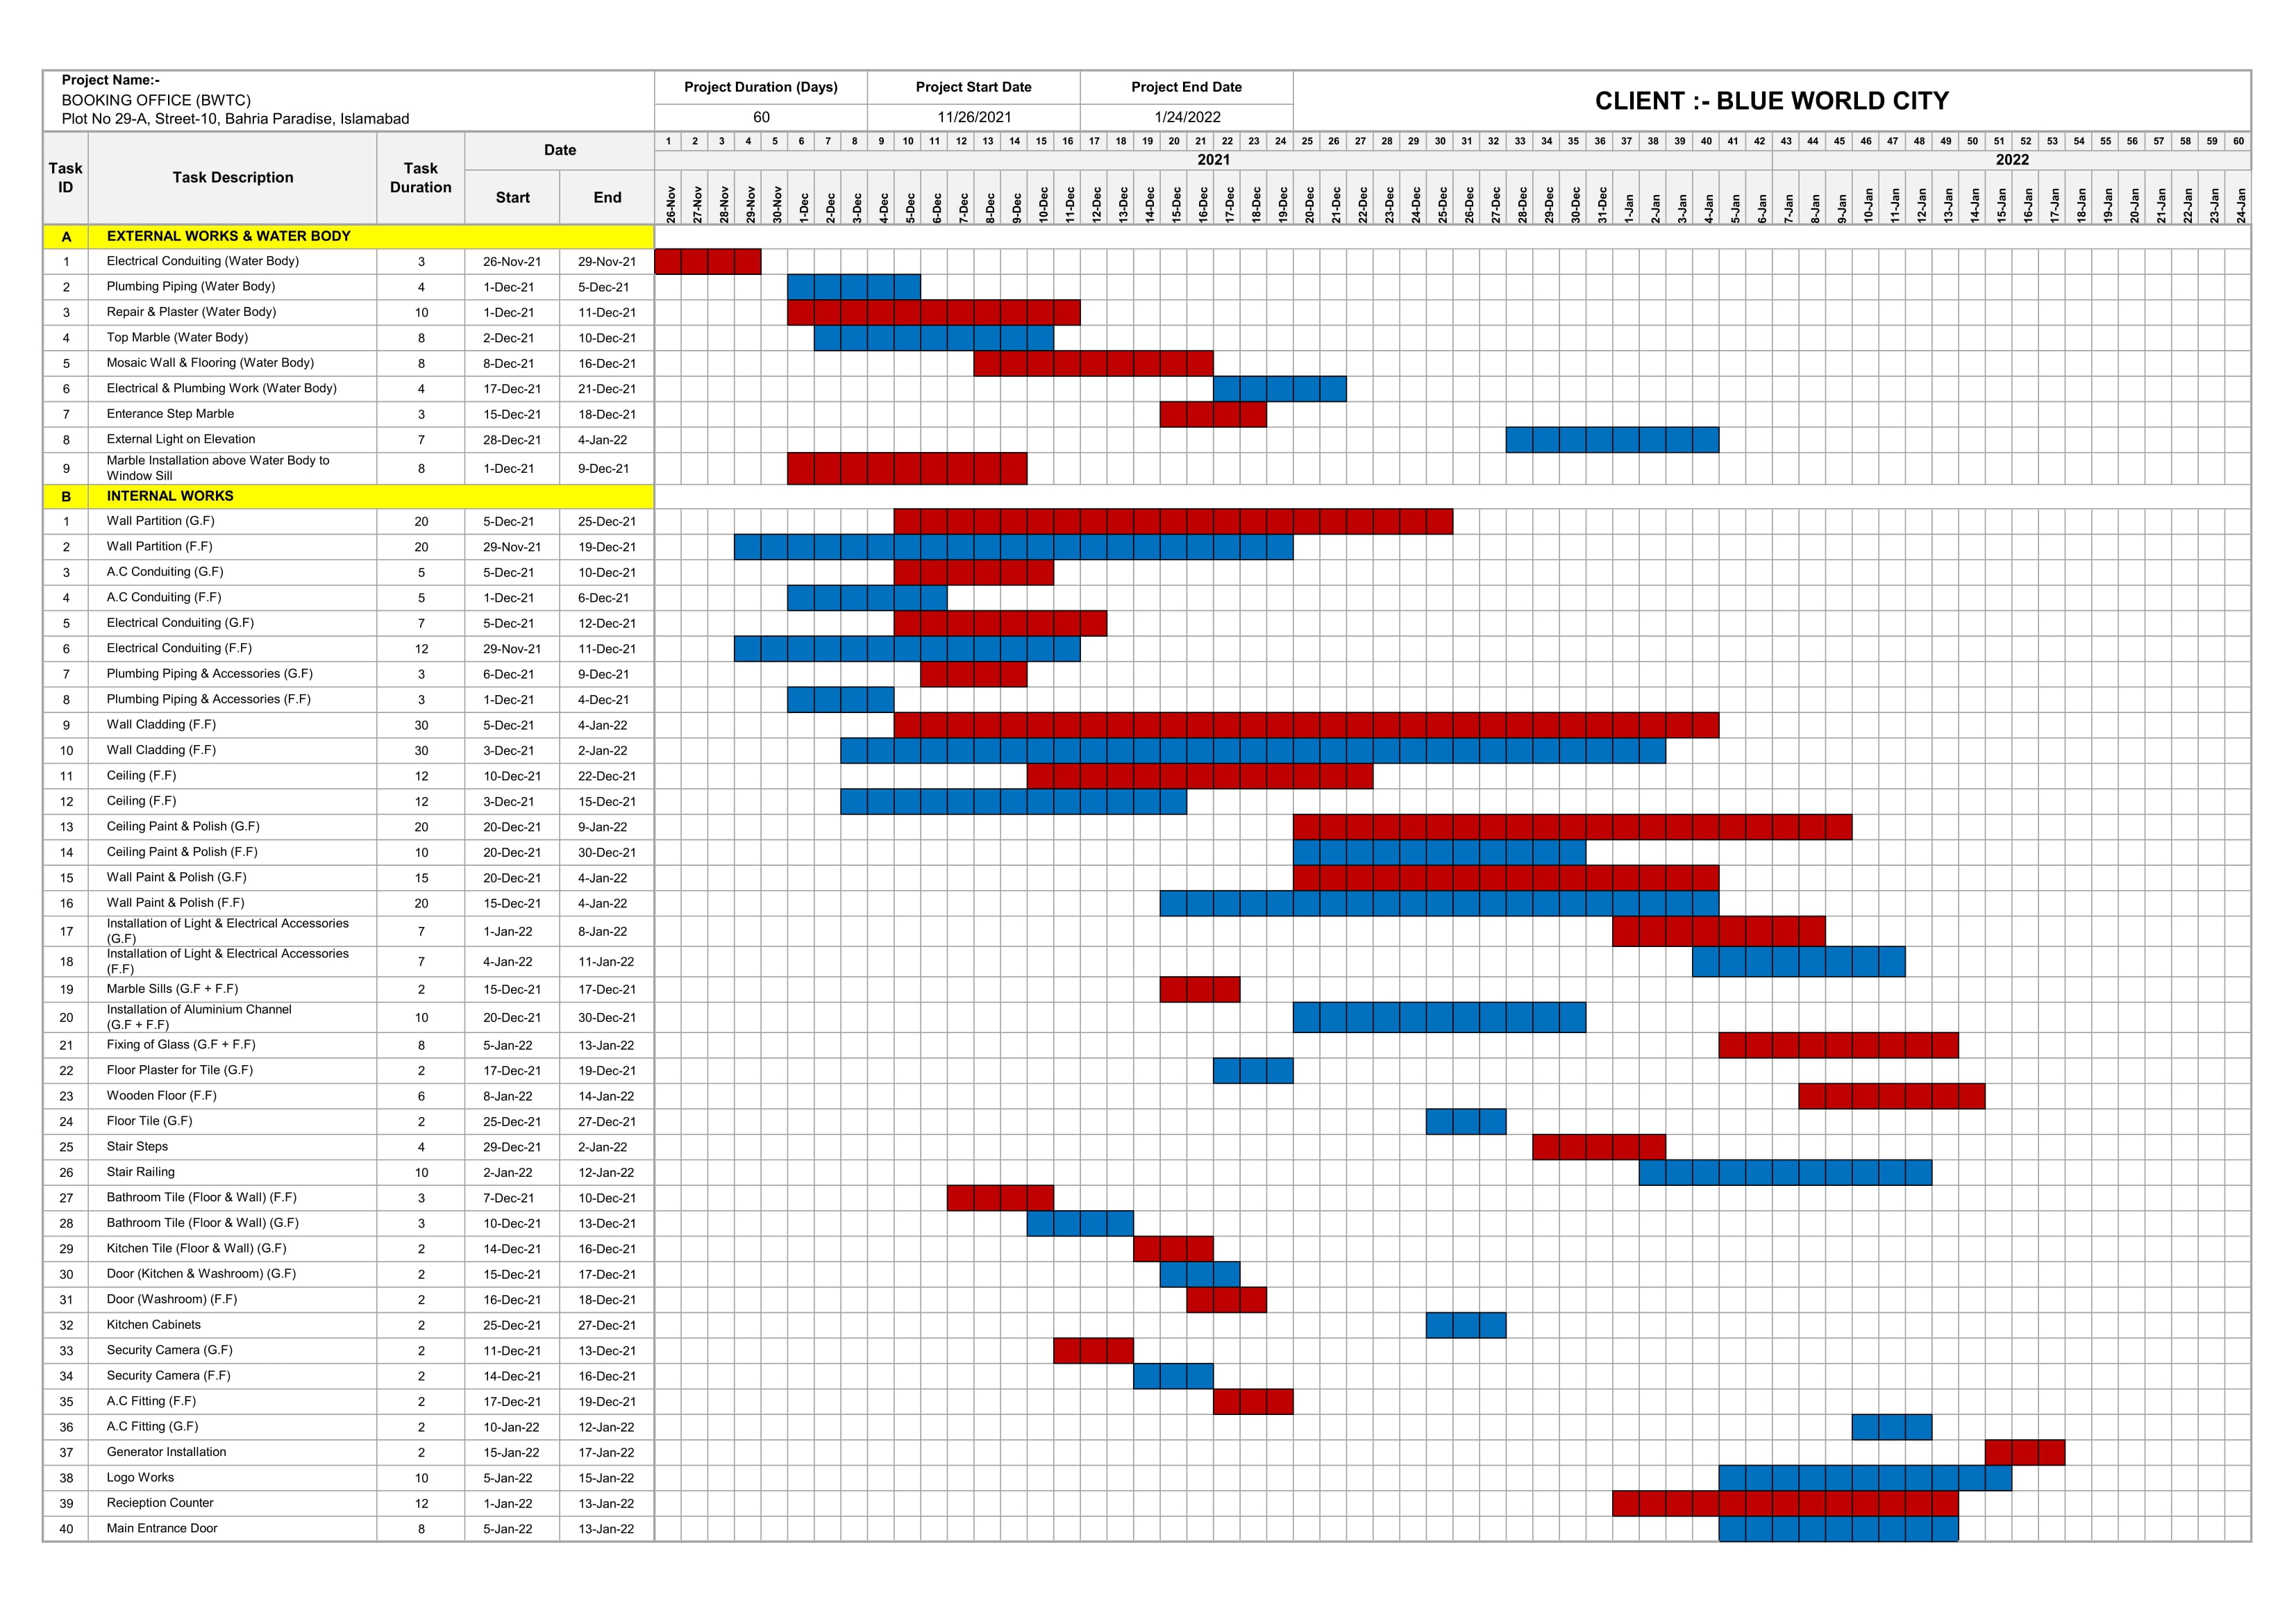 Project Name:-
BOOKING OFFICE (BWTC)
Plot No 29-A, Street-10, Bahria Paradise, Islamabad
Project Duration (Days) Project Start Date Project End Date
60 11/26/2021 1/24/2022
CLIENT :- BLUE WORLD CITY
Task ID Task Description Task Duration Date
Start End
1 2 3 4 5 6 7 8 9 10 11 12 13 14 15 16 17 18 19 20 21 22 23 24 25 26 27 28 29 30 31 32 33 34 35 36 37 38 39 40 41 42 43 44 45 46 47 48 49 50 51 52 53 54 55 56 57 58 59 60
2021 2022
26-Nov 27-Nov 28-Nov 29-Nov 30-Nov 1-Dec 2-Dec 3-Dec 4-Dec 5-Dec 6-Dec 7-Dec 8-Dec 9-Dec 10-Dec 11-Dec 12-Dec 13-Dec 14-Dec 15-Dec 16-Dec 17-Dec 18-Dec 19-Dec 20-Dec 21-Dec 22-Dec 23-Dec 24-Dec 25-Dec 26-Dec 27-Dec 28-Dec 29-Dec 30-Dec 31-Dec 1-Jan 2-Jan 3-Jan 4-Jan 5-Jan 6-Jan 7-Jan 8-Jan 9-Jan 10-Jan 11-Jan 12-Jan 13-Jan 14-Jan 15-Jan 16-Jan 17-Jan 18-Jan 19-Jan 20-Jan 21-Jan 22-Jan 23-Jan 24-Jan
A EXTERNAL WORKS & WATER BODY
1 Electrical Conduiting (Water Body) 3 26-Nov-21 29-Nov-21
2 Plumbing Piping (Water Body) 4 1-Dec-21 5-Dec-21
3 Repair & Plaster (Water Body) 10 1-Dec-21 11-Dec-21
4 Top Marble (Water Body) 8 2-Dec-21 10-Dec-21
5 Mosaic Wall & Flooring (Water Body) 8 8-Dec-21 16-Dec-21
6 Electrical & Plumbing Work (Water Body) 4 17-Dec-21 21-Dec-21
7 Enterance Step Marble 3 15-Dec-21 18-Dec-21
8 External Light on Elevation 7 28-Dec-21 4-Jan-22
9 Marble Installation above Water Body to
Window Sill 8 1-Dec-21 9-Dec-21
B INTERNAL WORKS
1 Wall Partition (G.F) 20 5-Dec-21 25-Dec-21
2 Wall Partition (F.F) 20 29-Nov-21 19-Dec-21
3 A.C Conduiting (G.F) 5 5-Dec-21 10-Dec-21
4 A.C Conduiting (F.F) 5 1-Dec-21 6-Dec-21
5 Electrical Conduiting (G.F) 7 5-Dec-21 12-Dec-21
6 Electrical Conduiting (F.F) 12 29-Nov-21 11-Dec-21
7 Plumbing Piping & Accessories (G.F) 3 6-Dec-21 9-Dec-21
8 Plumbing Piping & Accessories (F.F) 3 1-Dec-21 4-Dec-21
9 Wall Cladding (F.F) 30 5-Dec-21 4-Jan-22
10 Wall Cladding (F.F) 30 3-Dec-21 2-Jan-22
11 Ceiling (F.F) 12 10-Dec-21 22-Dec-21
12 Ceiling (F.F) 12 3-Dec-21 15-Dec-21
13 Ceiling Paint & Polish (G.F) 20 20-Dec-21 9-Jan-22
14 Ceiling Paint & Polish (F.F) 10 20-Dec-21 30-Dec-21
15 Wall Paint & Polish (G.F) 15 20-Dec-21 4-Jan-22
16 Wall Paint & Polish (F.F) 20 15-Dec-21 4-Jan-22
17 Installation of Light & Electrical Accessories
(G.F) 7 1-Jan-22 8-Jan-22
18 Installation of Light & Electrical Accessories
(F.F) 7 4-Jan-22 11-Jan-22
19 Marble Sills (G.F + F.F) 2 15-Dec-21 17-Dec-21
20 Installation of Aluminium Channel
(G.F + F.F) 10 20-Dec-21 30-Dec-21
21 Fixing of Glass (G.F + F.F) 8 5-Jan-22 13-Jan-22
22 Floor Plaster for Tile (G.F) 2 17-Dec-21 19-Dec-21
23 Wooden Floor (F.F) 6 8-Jan-22 14-Jan-22
24 Floor Tile (G.F) 2 25-Dec-21 27-Dec-21
25 Stair Steps 4 29-Dec-21 2-Jan-22
26 Stair Railing 10 2-Jan-22 12-Jan-22
27 Bathroom Tile (Floor & Wall) (F.F) 3 7-Dec-21 10-Dec-21
28 Bathroom Tile (Floor & Wall) (G.F) 3 10-Dec-21 13-Dec-21
29 Kitchen Tile (Floor & Wall) (G.F) 2 14-Dec-21 16-Dec-21
30 Door (Kitchen & Washroom) (G.F) 2 15-Dec-21 17-Dec-21
31 Door (Washroom) (F.F) 2 16-Dec-21 18-Dec-21
32 Kitchen Cabinets 2 25-Dec-21 27-Dec-21
33 Security Camera (G.F) 2 11-Dec-21 13-Dec-21
34 Security Camera (F.F) 2 14-Dec-21 16-Dec-21
35 A.C Fitting (F.F) 2 17-Dec-21 19-Dec-21
36 A.C Fitting (G.F) 2 10-Jan-22 12-Jan-22
37 Generator Installation 2 15-Jan-22 17-Jan-22
38 Logo Works 10 5-Jan-22 15-Jan-22
39 Recieption Counter 12 1-Jan-22 13-Jan-22
40 Main Entrance Door 8 5-Jan-22 13-Jan-22